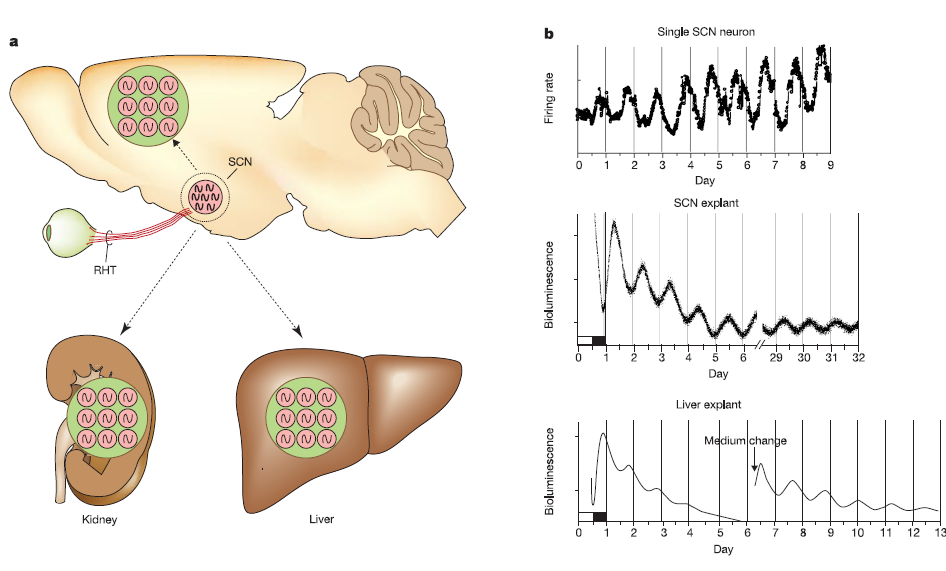 a
SCN
RHT
Kidney
Liver
b
Single SCN neuron
Firing rate
0 1 2 3 4 5 6 7 8 9
Day
SCN explant
Bioluminescence
0 1 2 3 4 5 6 29 30 31 32
Day
Liver explant
Medium change
Bioluminescence
0 1 2 3 4 5 6 7 8 9 10 11 12 13
Day